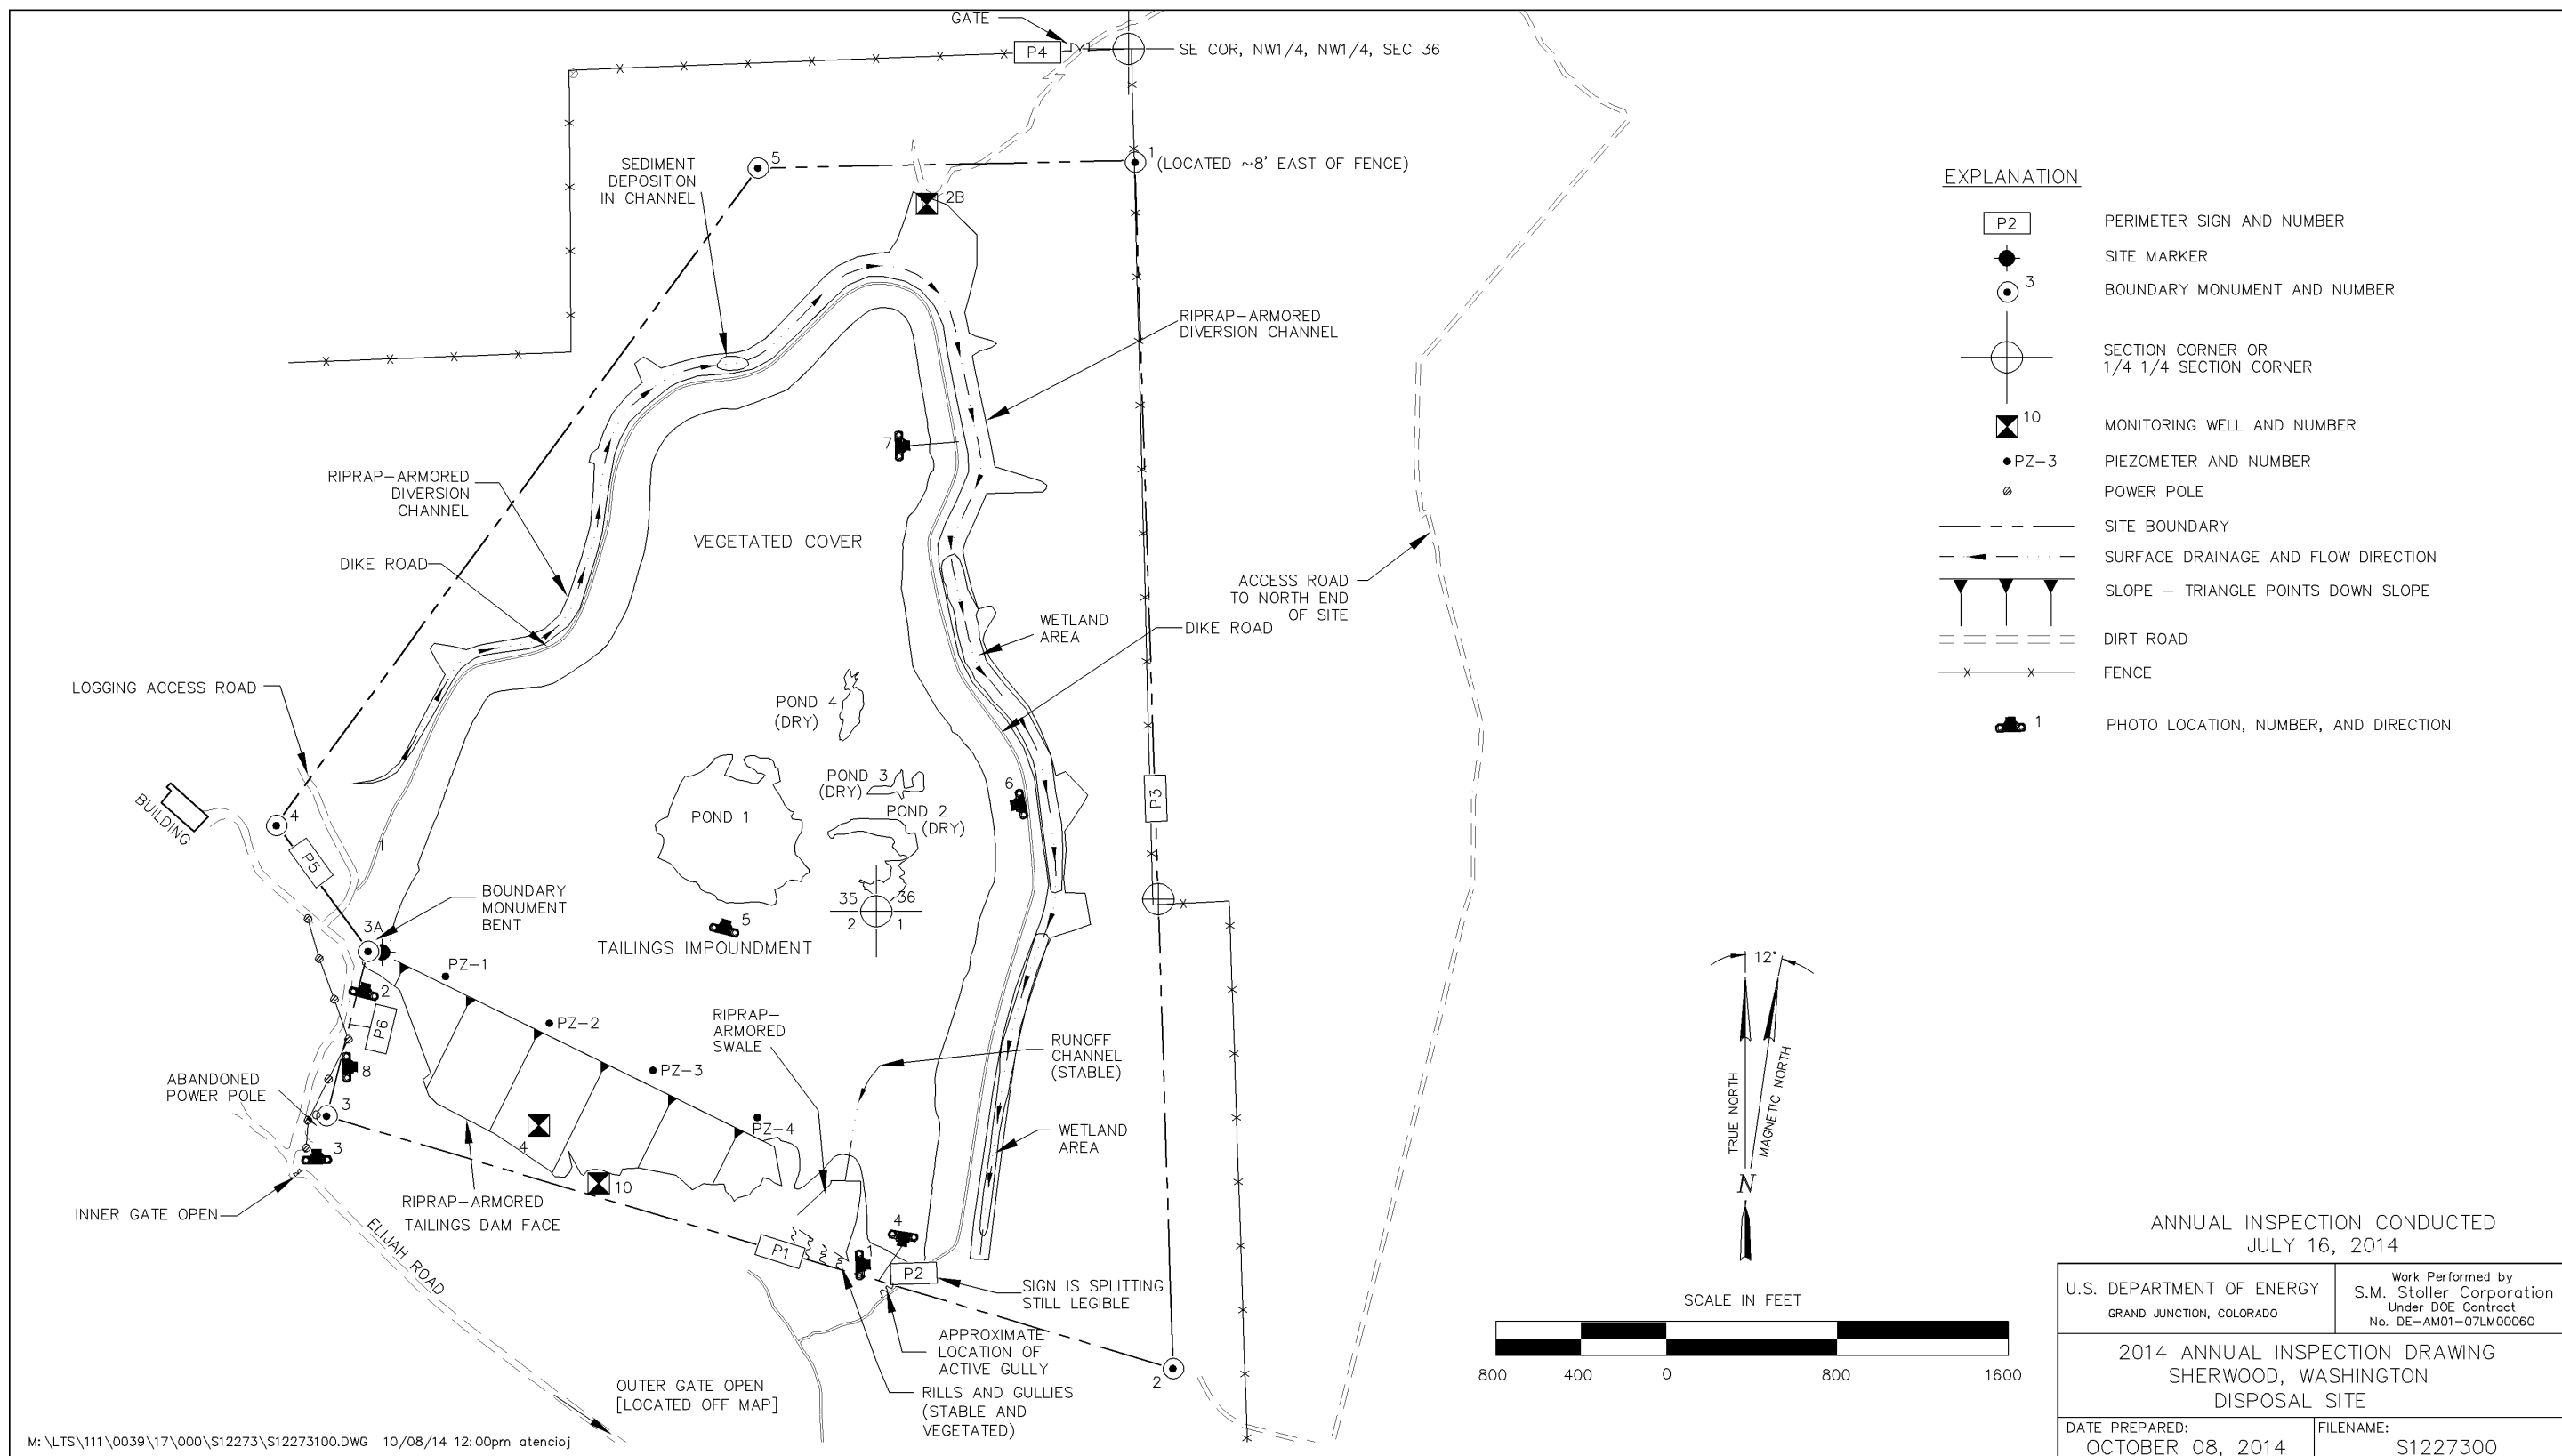 GATE
P4
SE COR, NW1/4, NW1/4, SEC 36
5
1 (LOCATED ~8' EAST OF FENCE)
SEDIMENT
DEPOSITION
IN CHANNEL
2B
RIPRAP-ARMORED
DIVERSION CHANNEL
7
RIPRAP-ARMORED
DIVERSION
CHANNEL
VEGETATED COVER
DIKE ROAD
ACCESS ROAD
TO NORTH END
OF SITE
WETLAND
AREA
DIKE ROAD
LOGGING ACCESS ROAD
POND 4
(DRY)
POND 3
(DRY)
POND 2
(DRY)
POND 1
6
P3
BUILDING
4
P5
BOUNDARY
MONUMENT
BENT
3A
35 36
2 1
5
TAILINGS IMPOUNDMENT
PZ-1
2
P6
PZ-2
RIPRAP-
ARMORED
SWALE
RUNOFF
CHANNEL
(STABLE)
PZ-3
8
ABANDONED
POWER POLE
3
PZ-4
WETLAND
AREA
4
3
10
RIPRAP-ARMORED
TAILINGS DAM FACE
INNER GATE OPEN
ELIJAH ROAD
4
P1
1
P2
SIGN IS SPLITTING
STILL LEGIBLE
APPROXIMATE
LOCATION OF
ACTIVE GULLY
2
OUTER GATE OPEN
[LOCATED OFF MAP]
RILLS AND GULLIES
(STABLE AND
VEGETATED)
M:\LTS\111\0039\17\000\S12273\S12273100.DWG 10/08/14 12:00pm atencioj
EXPLANATION
P2 PERIMETER SIGN AND NUMBER
SITE MARKER
3 BOUNDARY MONUMENT AND NUMBER
SECTION CORNER OR
1/4 1/4 SECTION CORNER
10 MONITORING WELL AND NUMBER
PZ-3 PIEZOMETER AND NUMBER
POWER POLE
SITE BOUNDARY
SURFACE DRAINAGE AND FLOW DIRECTION
SLOPE - TRIANGLE POINTS DOWN SLOPE
DIRT ROAD
FENCE
1 PHOTO LOCATION, NUMBER, AND DIRECTION
12°
TRUE NORTH
MAGNETIC NORTH
N
SCALE IN FEET
800 400 0 800 1600
ANNUAL INSPECTION CONDUCTED
JULY 16, 2014
U.S. DEPARTMENT OF ENERGY
GRAND JUNCTION, COLORADO
Work Performed by
S.M. Stoller Corporation
Under DOE Contract
No. DE-AM01-07LM00060
2014 ANNUAL INSPECTION DRAWING
SHERWOOD, WASHINGTON
DISPOSAL SITE
DATE PREPARED:
OCTOBER 08, 2014
FILENAME:
S1227300